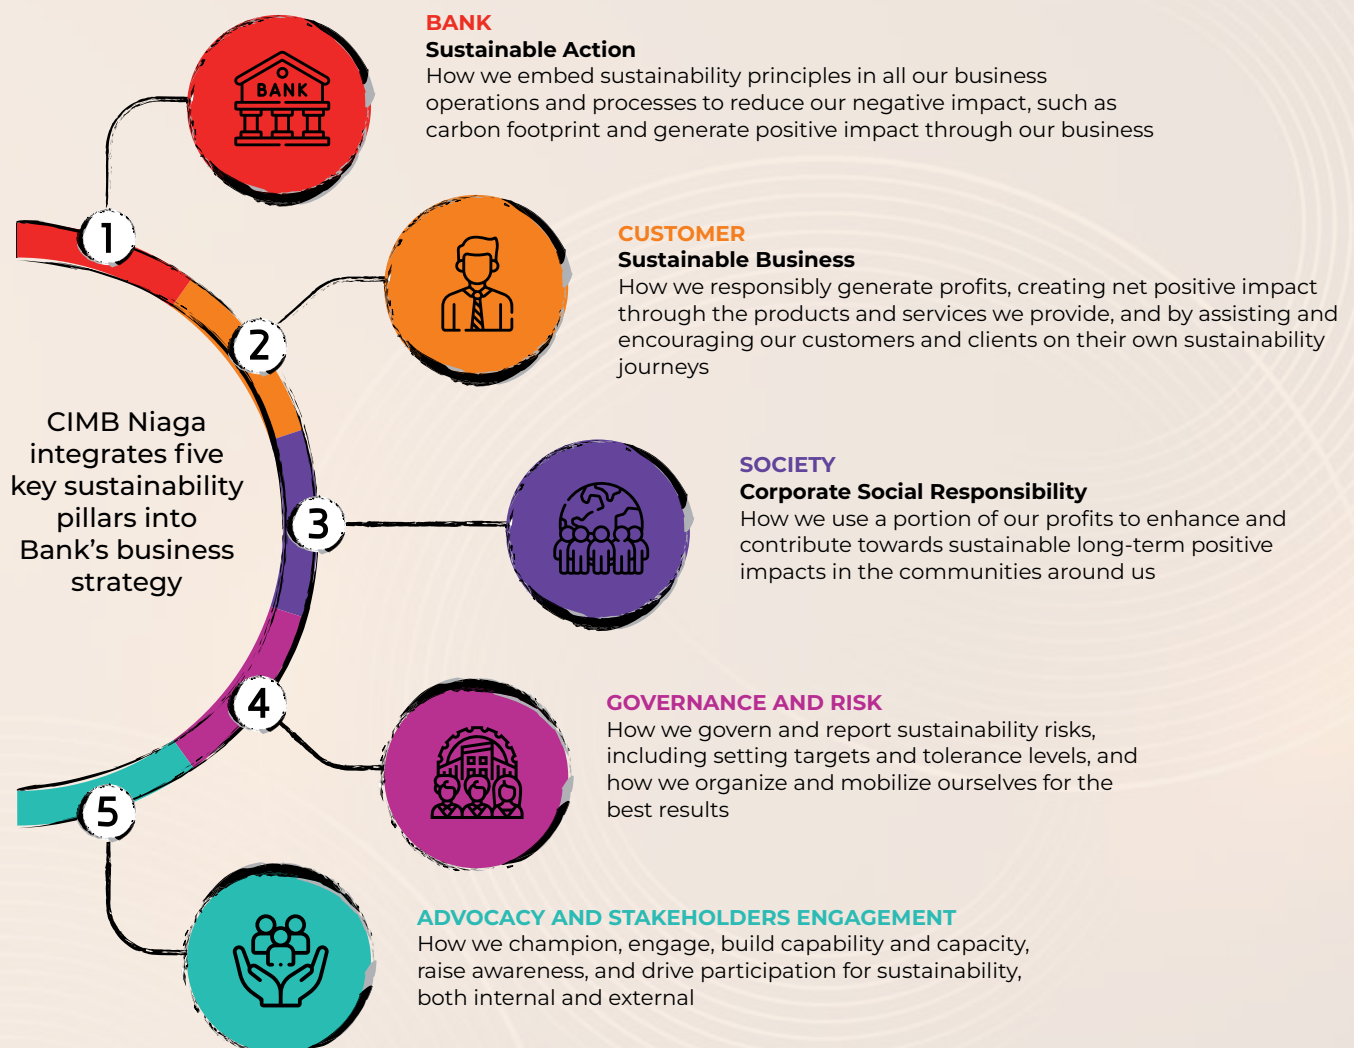 BANK
Sustainable Action
How we embed sustainability principles in all our business
operations and processes to reduce our negative impact, such as
carbon footprint and generate positive impact through our business
BANK
1
CUSTOMER
Sustainable Business
How we responsibly generate profits, creating net positive impact
through the products and services we provide, and by assisting and
encouraging our customers and clients on their own sustainability
journeys
2
CIMB Niaga
integrates five
key sustainability
pillars into
Bank’s business
strategy
SOCIETY
Corporate Social Responsibility
How we use a portion of our profits to enhance and
contribute towards sustainable long-term positive
impacts in the communities around us
3
GOVERNANCE AND RISK
How we govern and report sustainability risks,
including setting targets and tolerance levels, and
how we organize and mobilize ourselves for the
best results
4
5
ADVOCACY AND STAKEHOLDERS ENGAGEMENT
How we champion, engage, build capability and capacity,
raise awareness, and drive participation for sustainability,
both internal and external